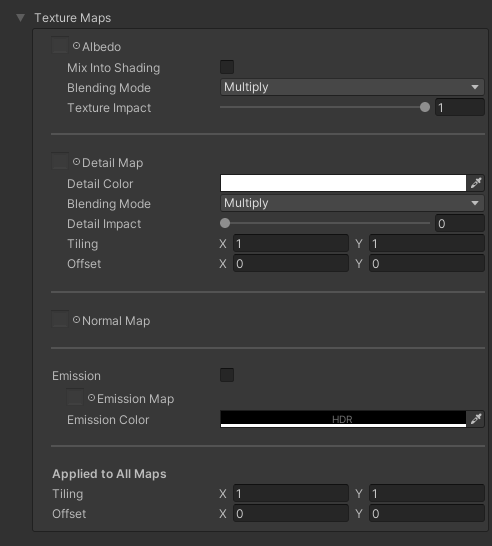 Texture Maps
Albedo
Mix Into Shading
Blending Mode Multiply
Texture Impact 1
Detail Map
Detail Color
Blending Mode Multiply
Detail Impact 0
Tiling X 1 Y 1
Offset X 0 Y 0
Normal Map
Emission
Emission Map
Emission Color HDR
Applied to All Maps
Tiling X 1 Y 1
Offset X 0 Y 0